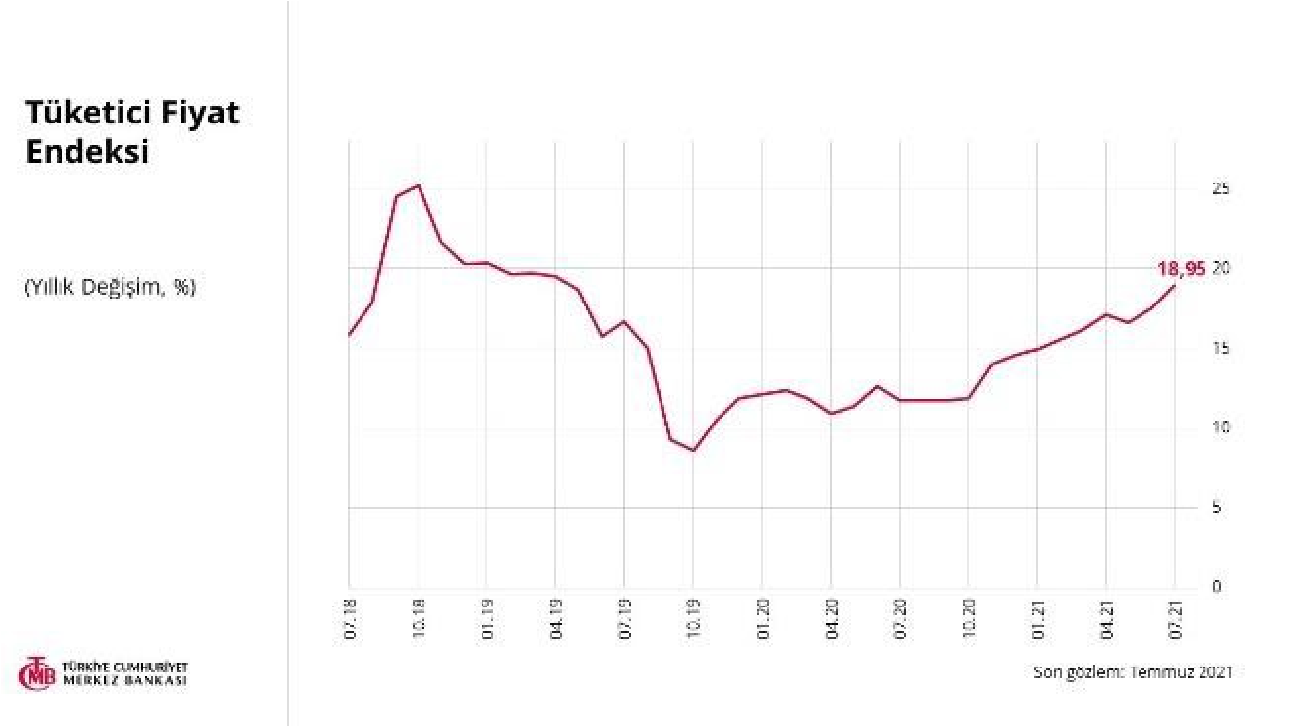 Tüketici Fiyat
Endeksi
(Yıllık Değişim, %)
25
18,95 20
15
10
5
0
07.18 10.18 01.19 04.19 07.19 10.19 01.20 04.20 07.20 10.20 01.21 04.21 07.21
TCMB TÜRKİYE CUMHURİYET
MERKEZ BANKASI
Son gözlem: Temmuz 2021